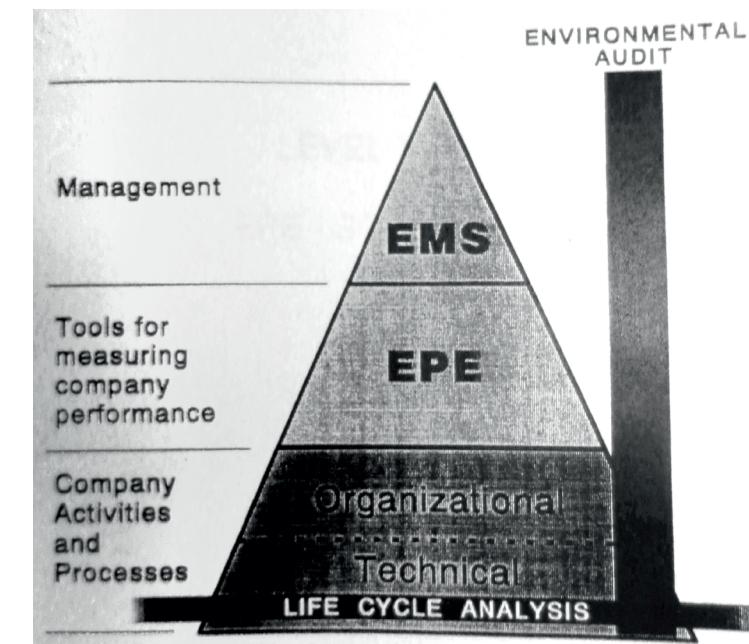 ENVIRONMENTAL
AUDIT
Management
EMS
Tools for
measuring
company
performance
EPE
Company
Activities
and
Processes
Organizational
Technical
LIFE CYCLE ANALYSIS